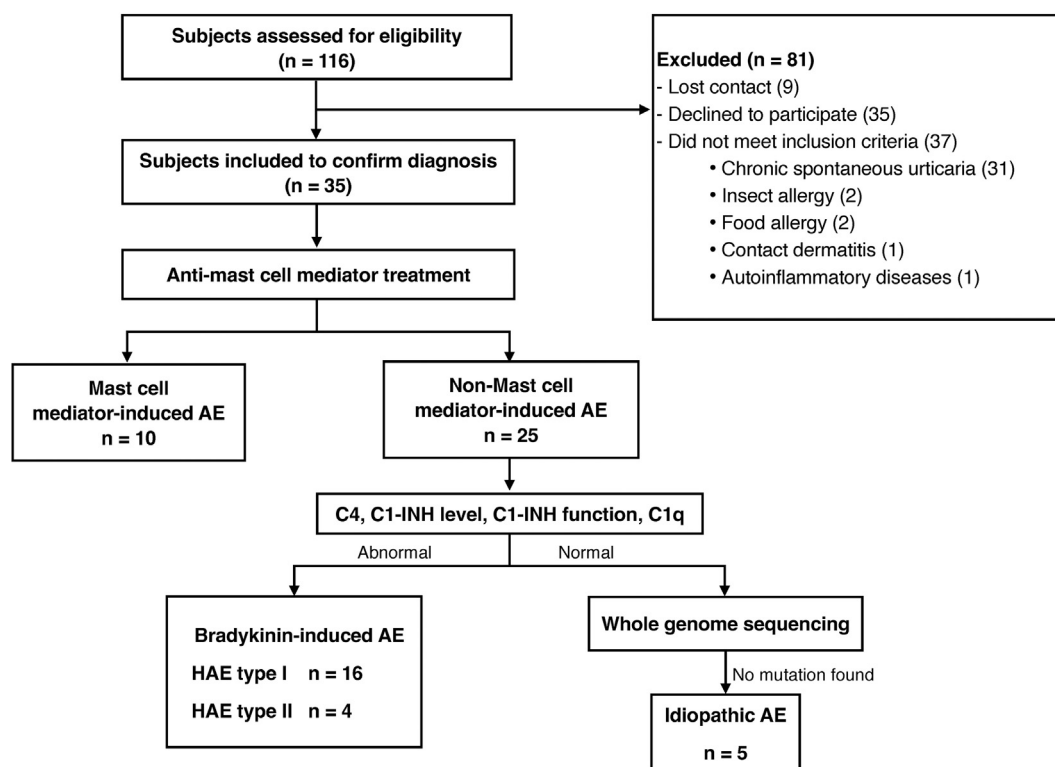 Subjects assessed for eligibility
(n = 116)
Excluded (n = 81)
- Lost contact (9)
- Declined to participate (35)
- Did not meet inclusion criteria (37)
• Chronic spontaneous urticaria (31)
• Insect allergy (2)
• Food allergy (2)
• Contact dermatitis (1)
• Autoinflammatory diseases (1)
Subjects included to confirm diagnosis
(n = 35)
Anti-mast cell mediator treatment
Mast cell
mediator-induced AE
n = 10
Non-Mast cell
mediator-induced AE
n = 25
C4, C1-INH level, C1-INH function, C1q
Abnormal
Normal
Bradykinin-induced AE
HAE type I n = 16
HAE type II n = 4
Whole genome sequencing
No mutation found
Idiopathic AE
n = 5